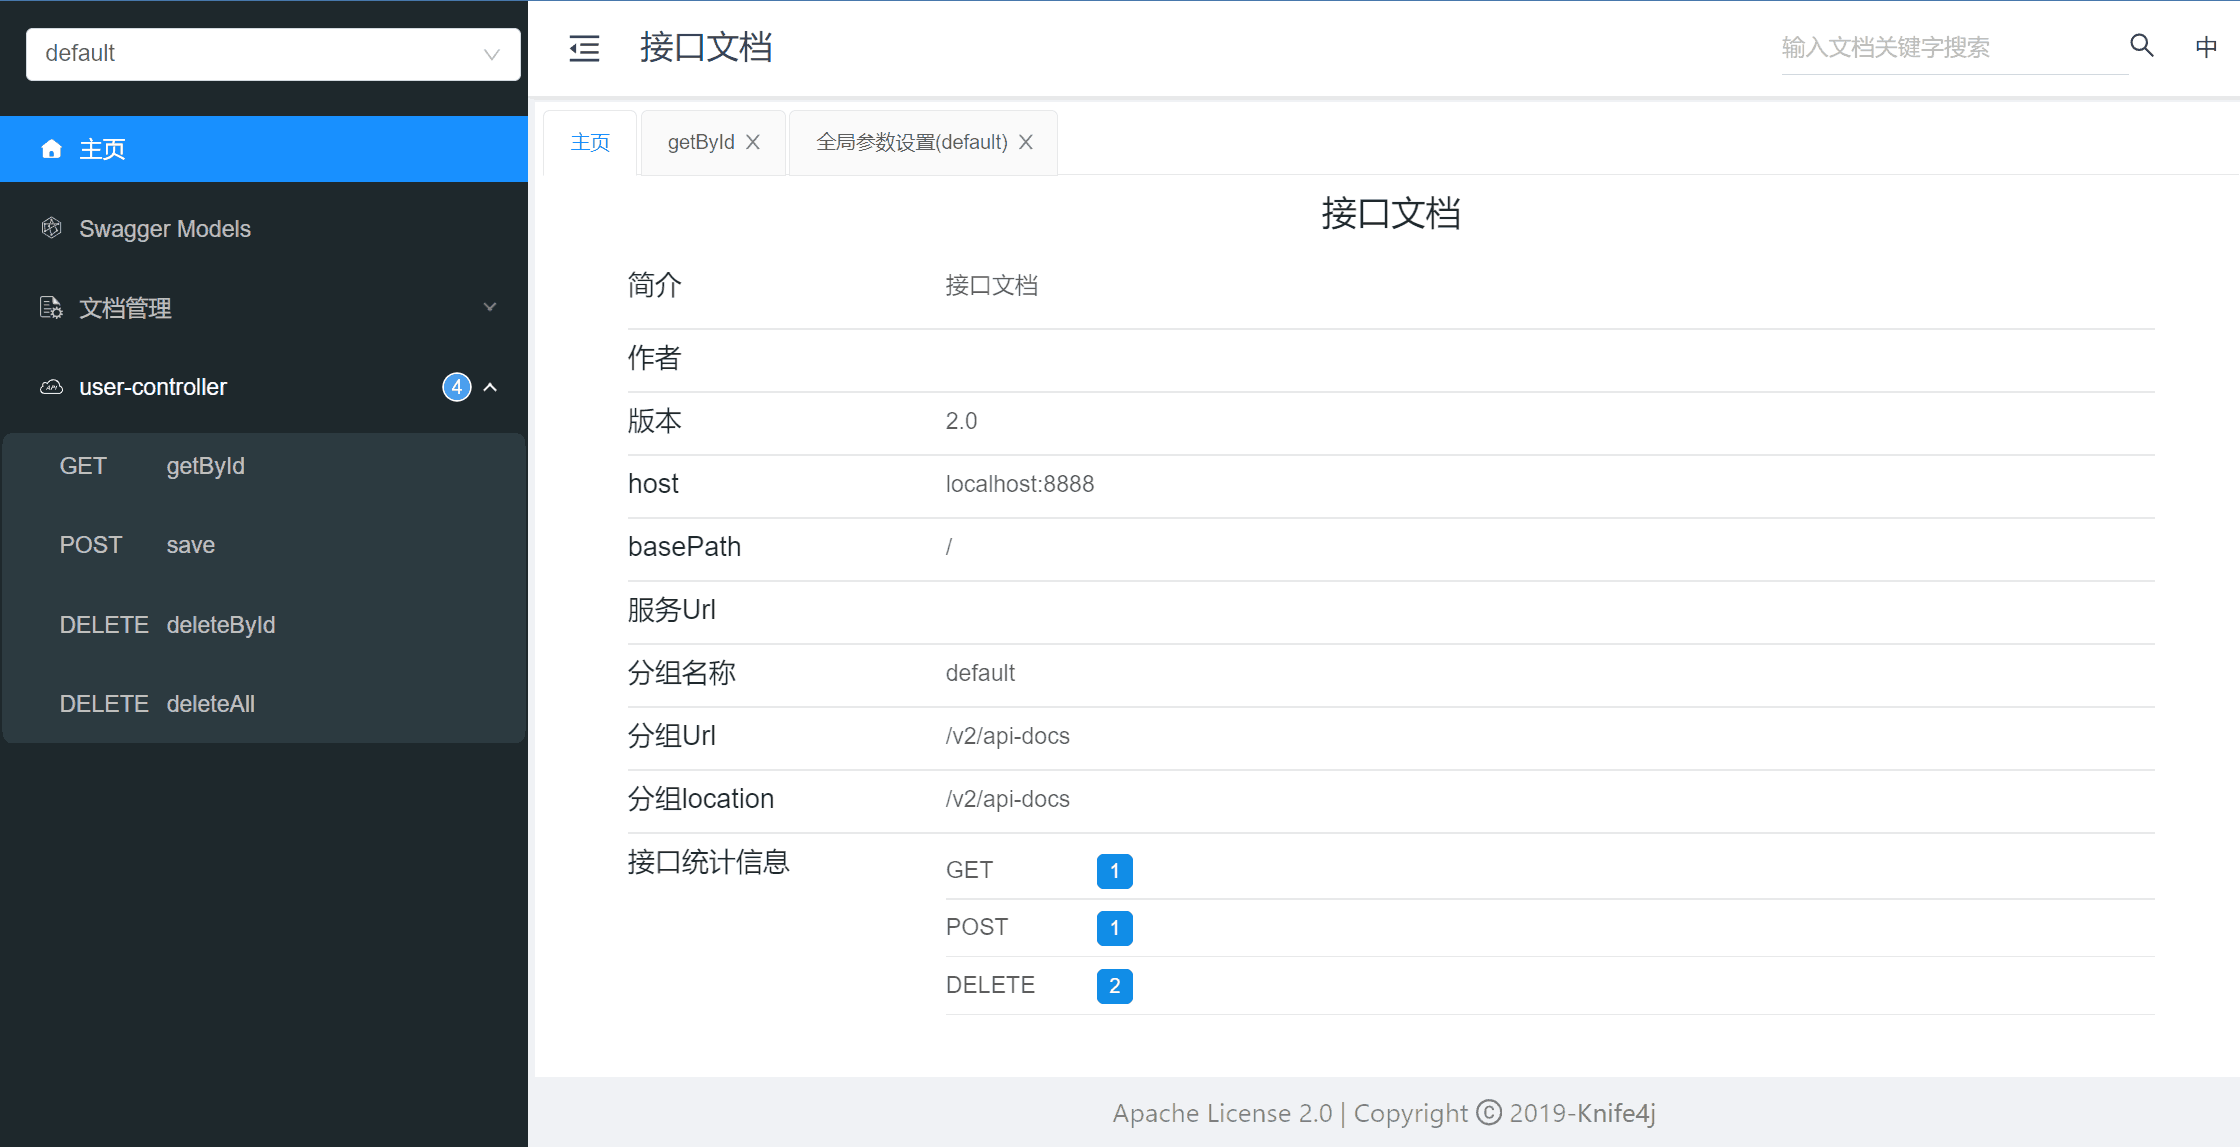 default
主页
Swagger Models
文档管理
user-controller 4
GET getById
POST save
DELETE deleteById
DELETE deleteAll
接口文档
输入文档关键字搜索
中
主页 getById 全局参数设置(default)
接口文档
简介 接口文档
作者
版本 2.0
host localhost:8888
basePath /
服务Url
分组名称 default
分组Url /v2/api-docs
分组location /v2/api-docs
接口统计信息 GET 1
POST 1
DELETE 2
Apache License 2.0 | Copyright © 2019-Knife4j